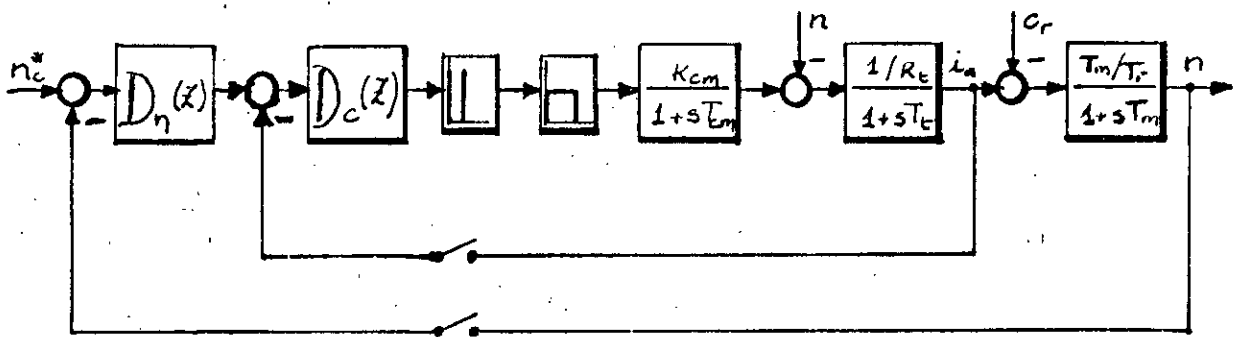 n_c^*
D_n(Z)
D_c(Z)
K_cm
1+sT_cm
n
1/R_t
1+sT_t
i_a
c_r
T_m/T_r
1+sT_m
n